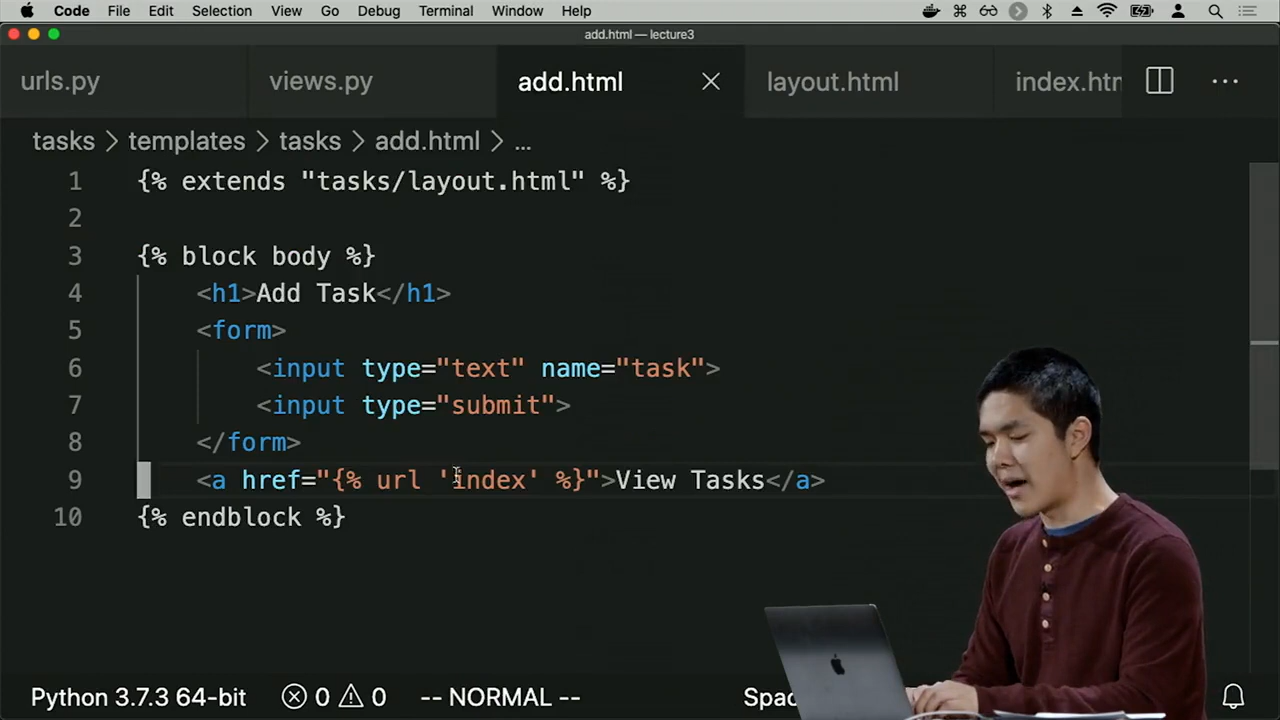 Code File Edit Selection View Go Debug Terminal Window Help
add.html — lecture3
urls.py views.py add.html layout.html index.htm
tasks > templates > tasks > add.html > ...
1 {% extends "tasks/layout.html" %}
2
3 {% block body %}
4 <h1>Add Task</h1>
5 <form>
6 <input type="text" name="task">
7 <input type="submit">
8 </form>
9 <a href="{% url 'index' %}">View Tasks</a>
10 {% endblock %}
Python 3.7.3 64-bit 0 0 -- NORMAL -- Spac